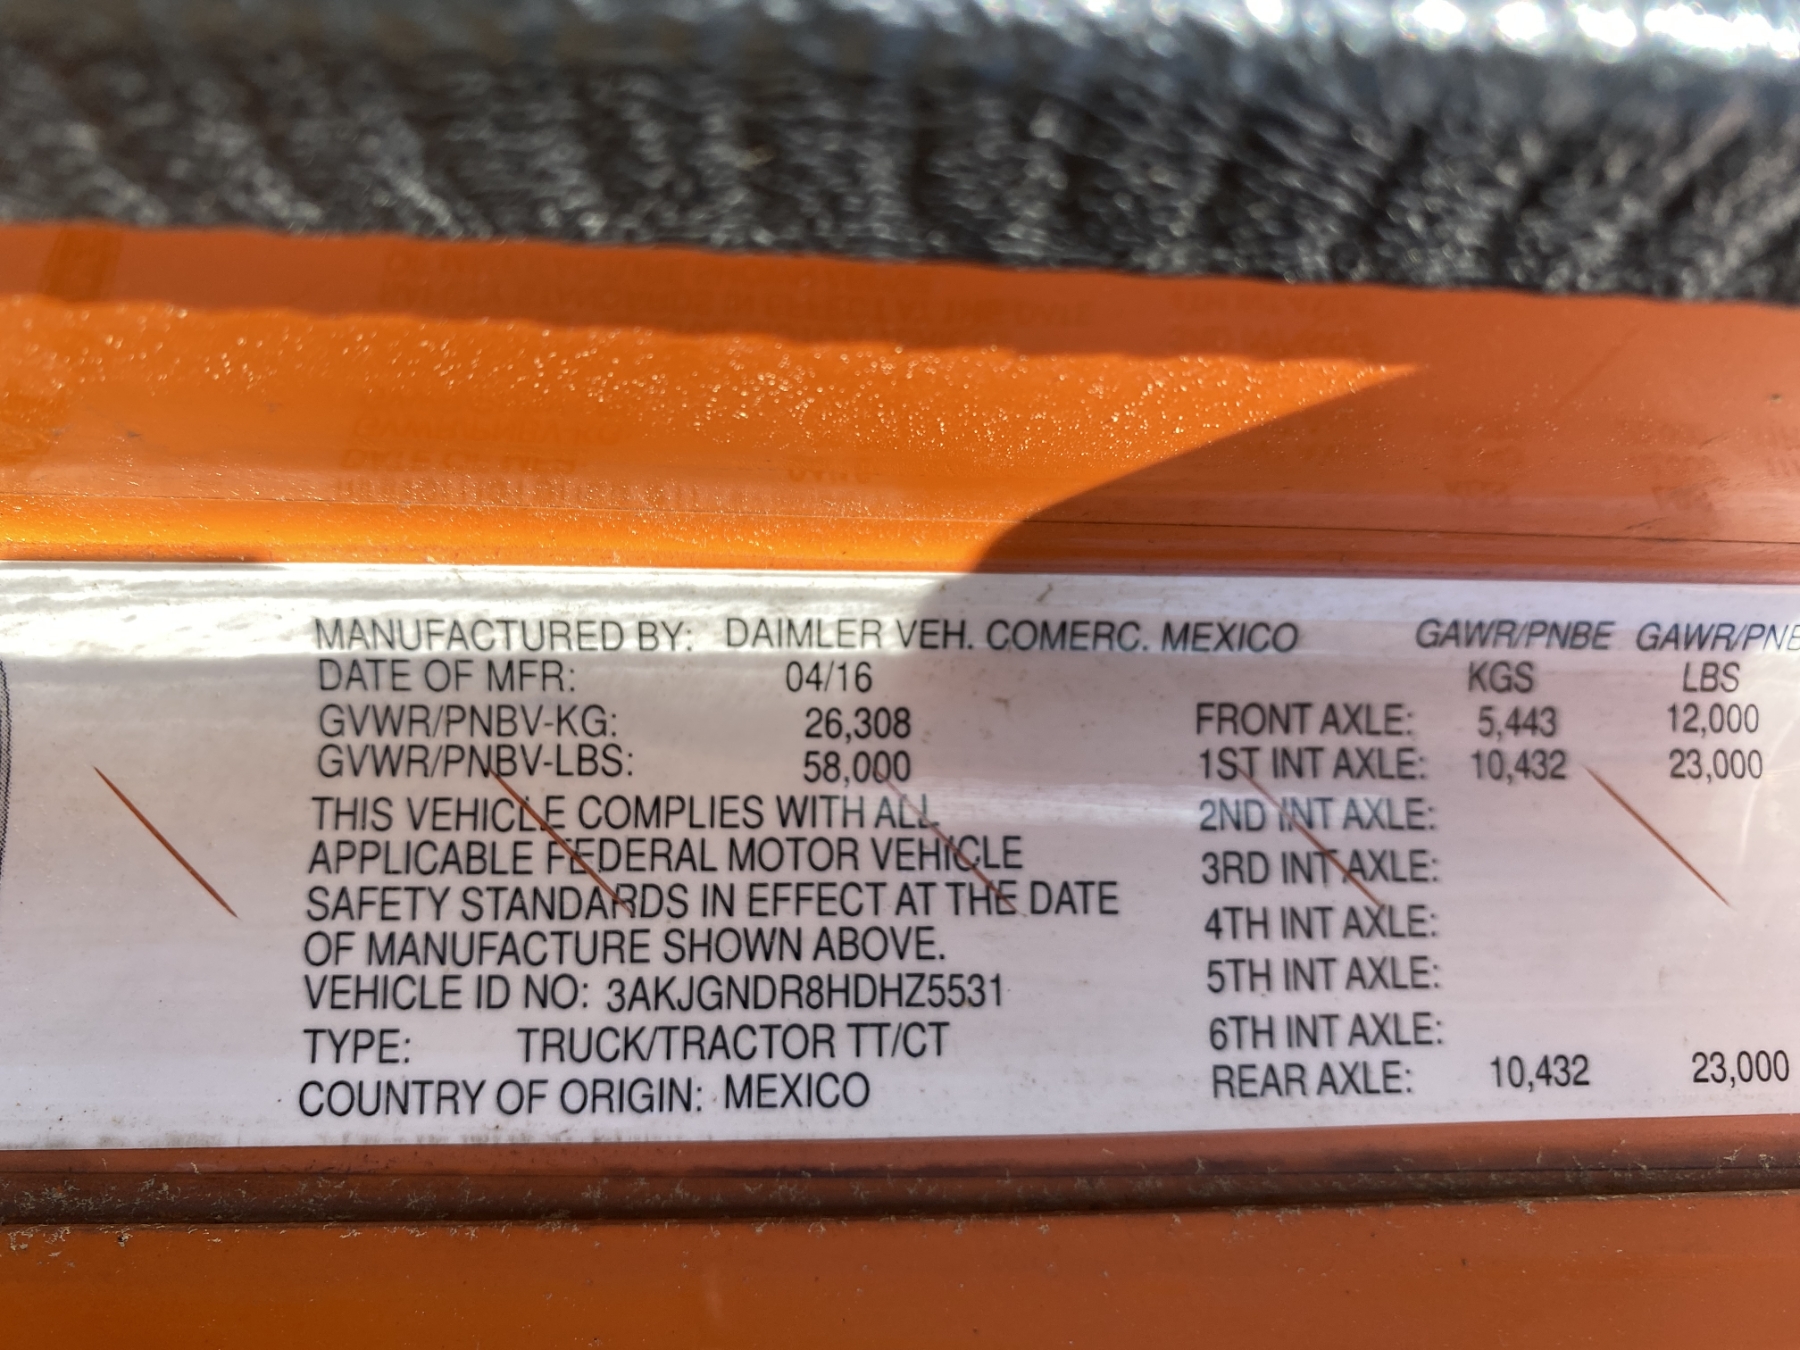 MANUFACTURED BY: DAIMLER VEH. COMERC. MEXICO
DATE OF MFR: 04/16
GVWR/PNBV-KG: 26,308
GVWR/PNBV-LBS: 58,000
THIS VEHICLE COMPLIES WITH ALL
APPLICABLE FEDERAL MOTOR VEHICLE
SAFETY STANDARDS IN EFFECT AT THE DATE
OF MANUFACTURE SHOWN ABOVE.
VEHICLE ID NO: 3AKJGNDR8HDHZ5531
TYPE: TRUCK/TRACTOR TT/CT
COUNTRY OF ORIGIN: MEXICO
GAWR/PNBE GAWR/PNBE
KGS LBS
FRONT AXLE: 5,443 12,000
1ST INT AXLE: 10,432 23,000
2ND INT AXLE:
3RD INT AXLE:
4TH INT AXLE:
5TH INT AXLE:
6TH INT AXLE:
REAR AXLE: 10,432 23,000